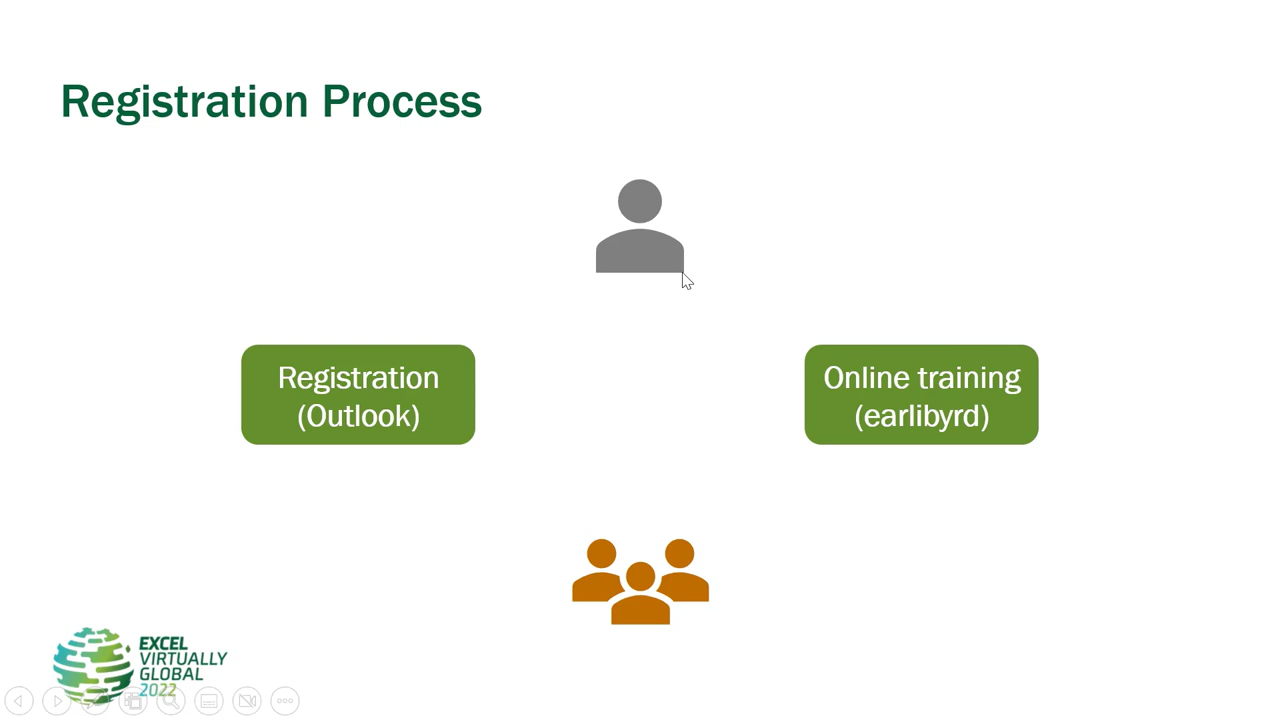 Registration Process
Registration
(Outlook)
Online training
(earlibyrd)
EXCEL
VIRTUALLY
GLOBAL
2022